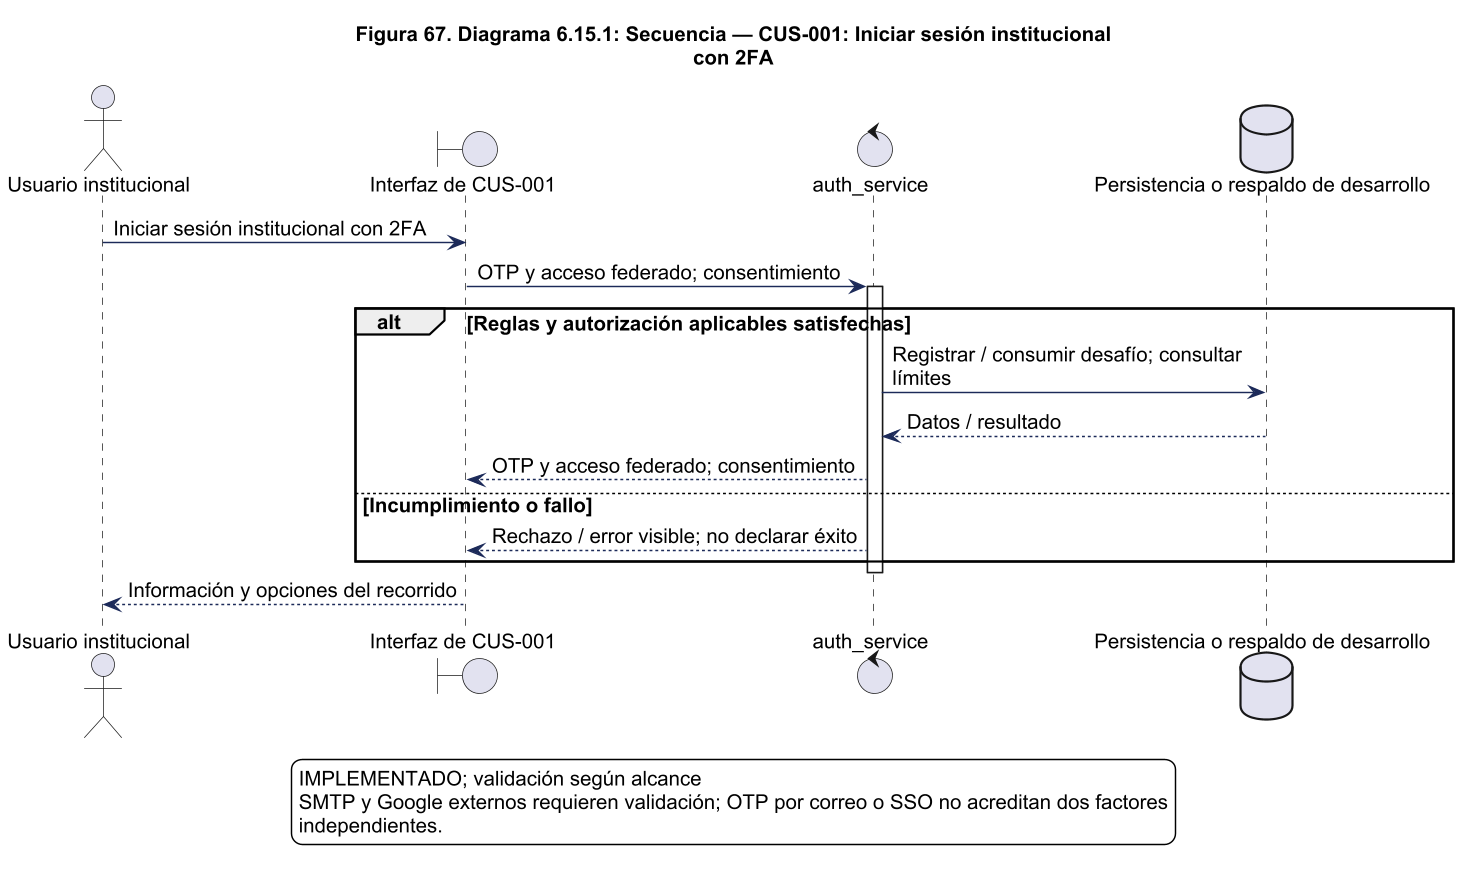 Figura 67. Diagrama 6.15.1: Secuencia — CUS-001: Iniciar sesión institucional
con 2FA
Usuario institucional
Interfaz de CUS-001
auth_service
Persistencia o respaldo de desarrollo
Iniciar sesión institucional con 2FA
OTP y acceso federado; consentimiento
alt
[Reglas y autorización aplicables satisfechas]
Registrar / consumir desafío; consultar
límites
Datos / resultado
OTP y acceso federado; consentimiento
[Incumplimiento o fallo]
Rechazo / error visible; no declarar éxito
Información y opciones del recorrido
Usuario institucional
Interfaz de CUS-001
auth_service
Persistencia o respaldo de desarrollo
IMPLEMENTADO; validación según alcance
SMTP y Google externos requieren validación; OTP por correo o SSO no acreditan dos factores
independientes.